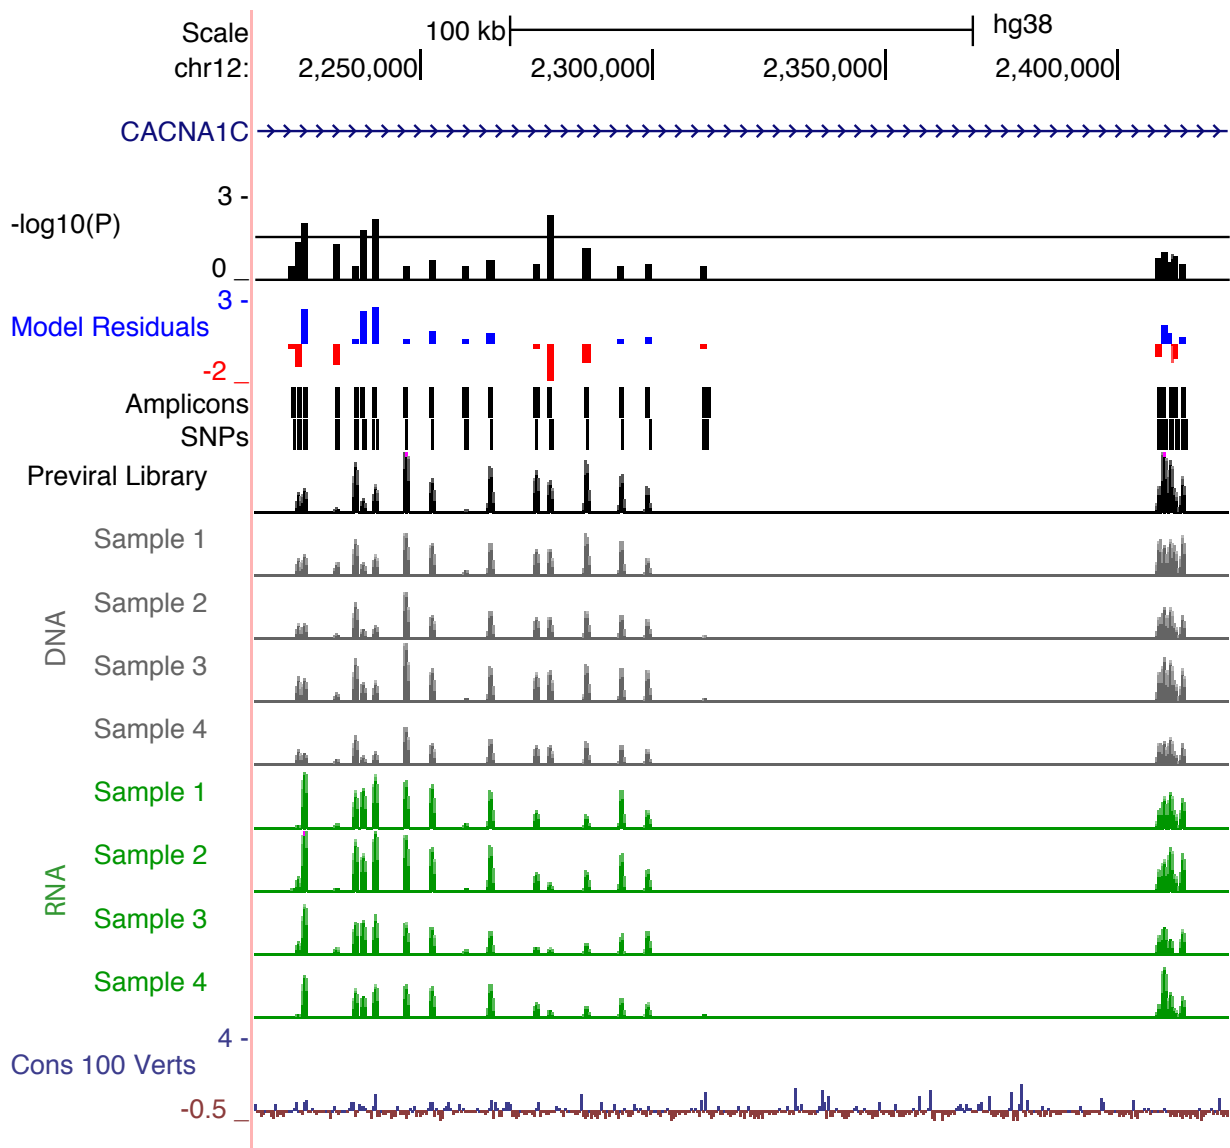 Scale 100 kb hg38
chr12: 2,250,000 2,300,000 2,350,000 2,400,000
CACNA1C
3 -
-log10(P)
0 _
3 -
Model Residuals
-2 _
Amplicons
SNPs
Previral Library
DNA
Sample 1
Sample 2
Sample 3
Sample 4
RNA
Sample 1
Sample 2
Sample 3
Sample 4
4 -
Cons 100 Verts
-0.5 _